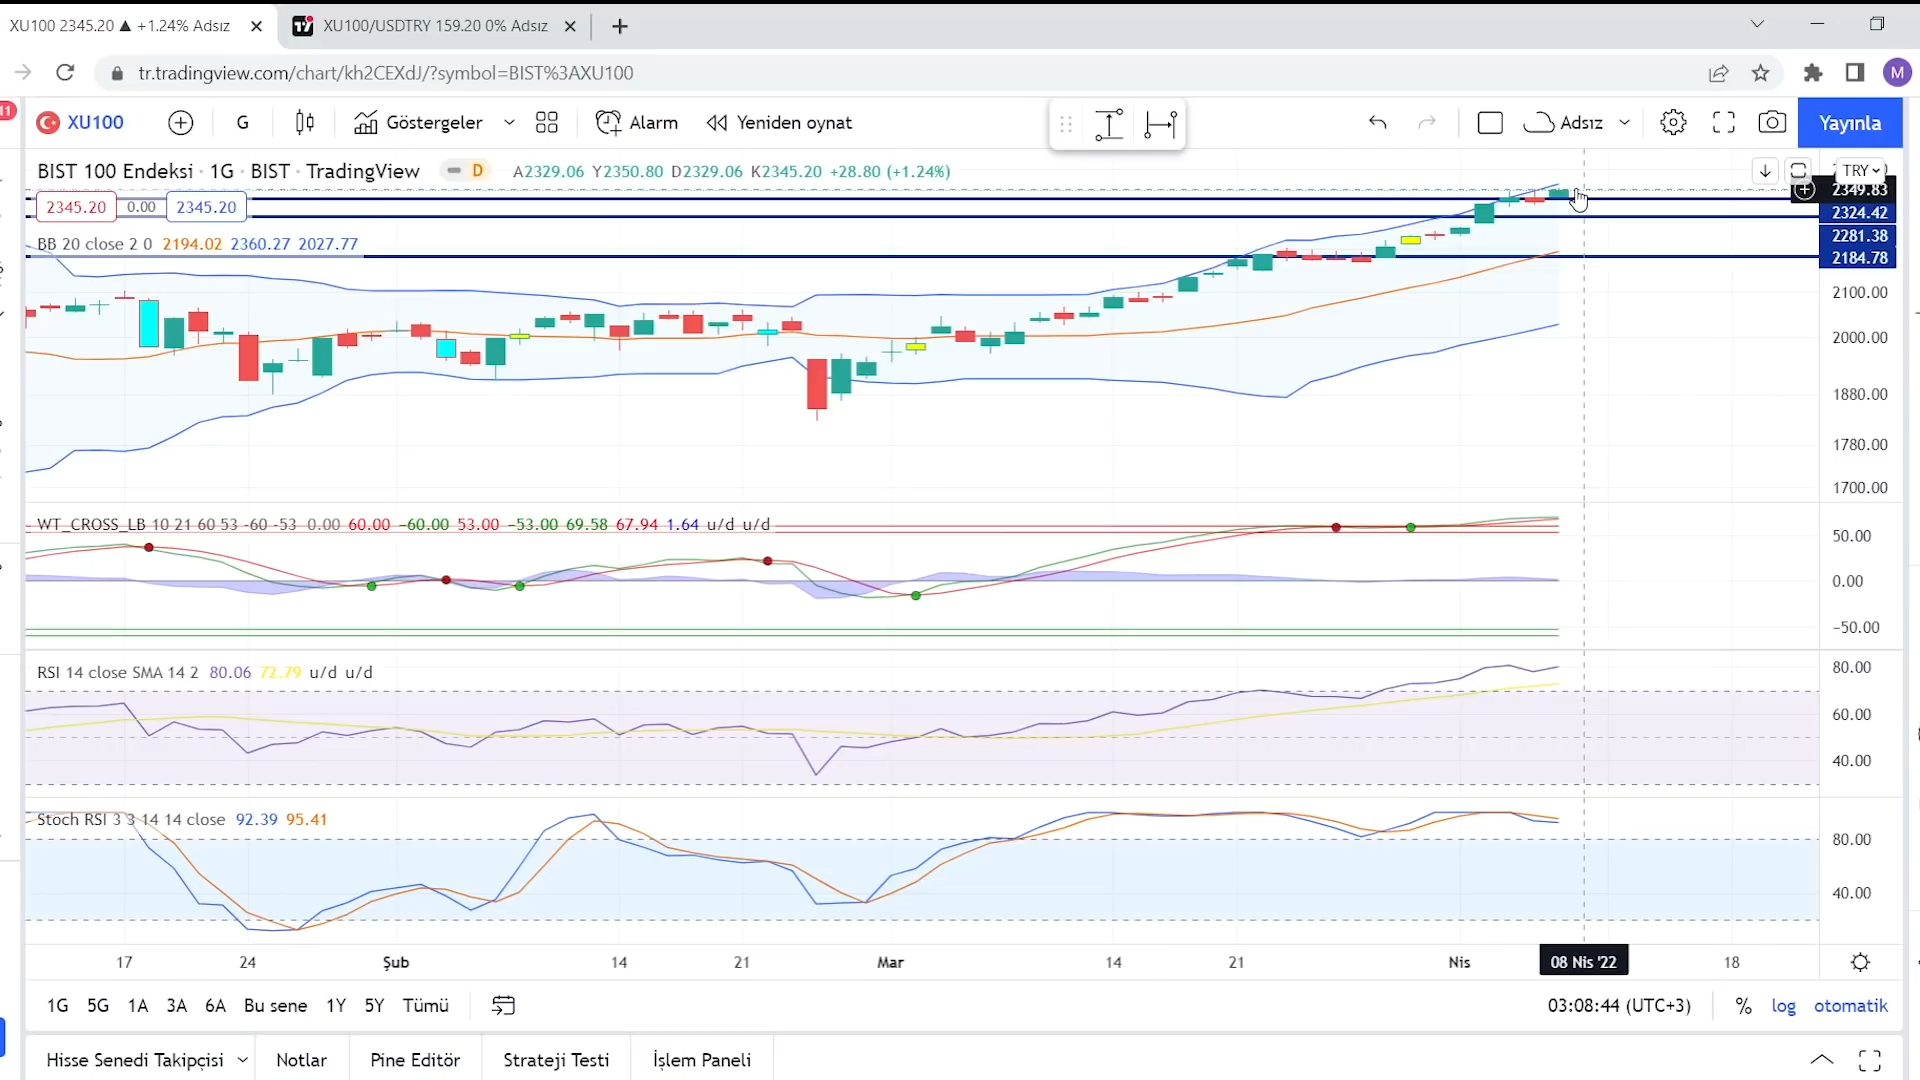 XU100 2345.20 ▲ +1.24% Adsız
XU100/USDTRY 159.20 0% Adsız
tr.tradingview.com/chart/kh2CEXdJ/?symbol=BIST%3AXU100
M
11
XU100
G
Göstergeler
Alarm
Yeniden oynat
Adsız
Yayınla
BIST 100 Endeksi · 1G · BIST · TradingView
D
A2329.06 Y2350.80 D2329.06 K2345.20 +28.80 (+1.24%)
TRY
2345.20 0.00 2345.20
BB 20 close 2 0 2194.02 2360.27 2027.77
2349.83
2324.42
2281.38
2184.78
2100.00
2000.00
1880.00
1780.00
1700.00
WT_CROSS_LB 10 21 60 53 -60 -53 0.00 60.00 −60.00 53.00 −53.00 69.58 67.94 1.64 u/d u/d
50.00
0.00
−50.00
RSI 14 close SMA 14 2 80.06 72.79 u/d u/d
80.00
60.00
40.00
Stoch RSI 3 3 14 14 close 92.39 95.41
80.00
40.00
17 24 Şub 14 21 Mar 14 21 Nis 08 Nis '22 18
1G 5G 1A 3A 6A Bu sene 1Y 5Y Tümü
03:08:44 (UTC+3) % log otomatik
Hisse Senedi Takipçisi Notlar Pine Editör Strateji Testi İşlem Paneli